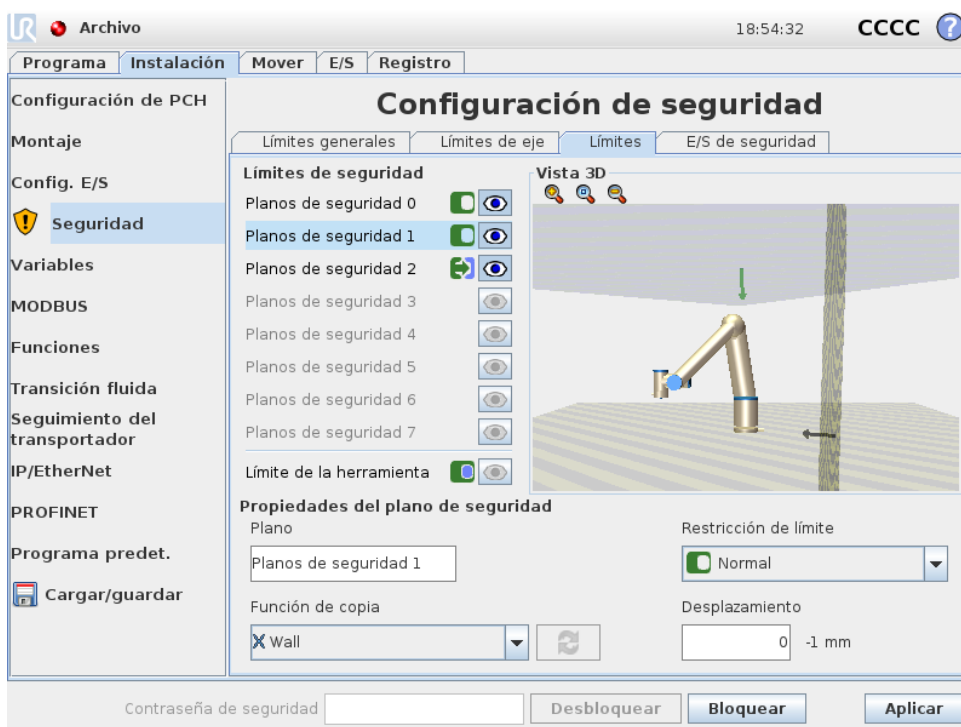 UR Archivo 18:54:32 CCCC ?
Programa Instalación Mover E/S Registro
Configuración de PCH
Montaje
Config. E/S
Seguridad
Variables
MODBUS
Funciones
Transición fluida
Seguimiento del
transportador
IP/EtherNet
PROFINET
Programa predet.
Cargar/guardar
Configuración de seguridad
Límites generales Límites de eje Límites E/S de seguridad
Límites de seguridad
Planos de seguridad 0
Planos de seguridad 1
Planos de seguridad 2
Planos de seguridad 3
Planos de seguridad 4
Planos de seguridad 5
Planos de seguridad 6
Planos de seguridad 7
Límite de la herramienta
Vista 3D
Propiedades del plano de seguridad
Plano
Planos de seguridad 1
Restricción de límite
Normal
Función de copia
Wall
Desplazamiento
0 -1 mm
Contraseña de seguridad Desbloquear Bloquear Aplicar